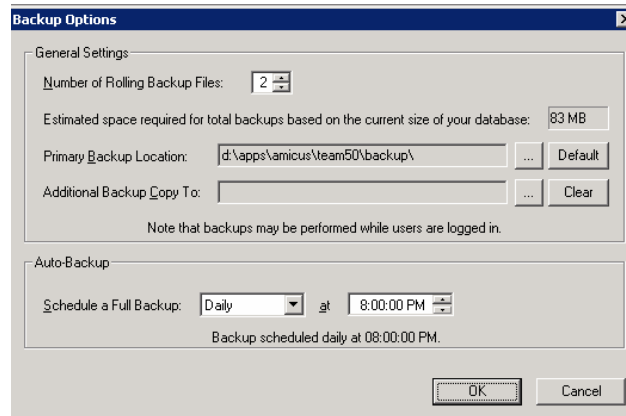 Backup Options
General Settings
Number of Rolling Backup Files: 2
Estimated space required for total backups based on the current size of your database: 83 MB
Primary Backup Location: d:\apps\amicus\team50\backup\ ... Default
Additional Backup Copy To: ... Clear
Note that backups may be performed while users are logged in.
Auto-Backup
Schedule a Full Backup: Daily at 8:00:00 PM
Backup scheduled daily at 08:00:00 PM.
OK Cancel